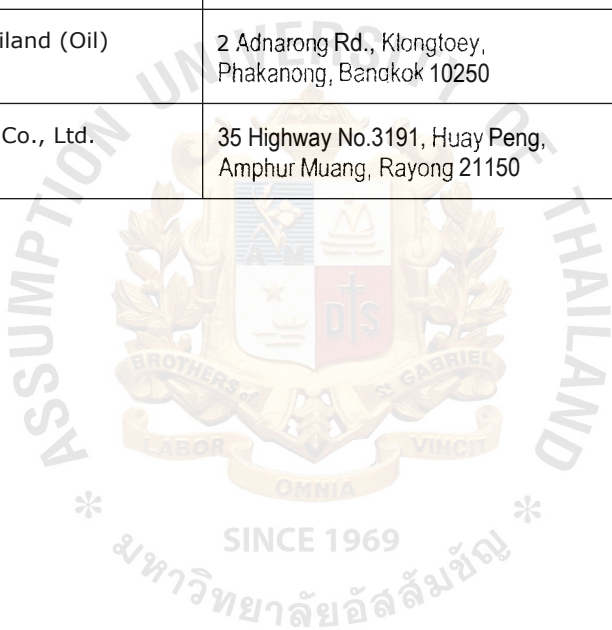 iland (Oil)
2 Adnarong Rd., Klongtoey,
Phakanong, Bangkok 10250
Co., Ltd.
35 Highway No.3191, Huay Peng,
Amphur Muang, Rayong 21150
ASSUMPTION UNIVERSITY OF THAILAND
A M
D S
BROTHERS of St GABRIEL
LABOR
OMNIA
VINCIT
* SINCE 1969 *
มหาวิทยาลัยอัสสัมชัญ